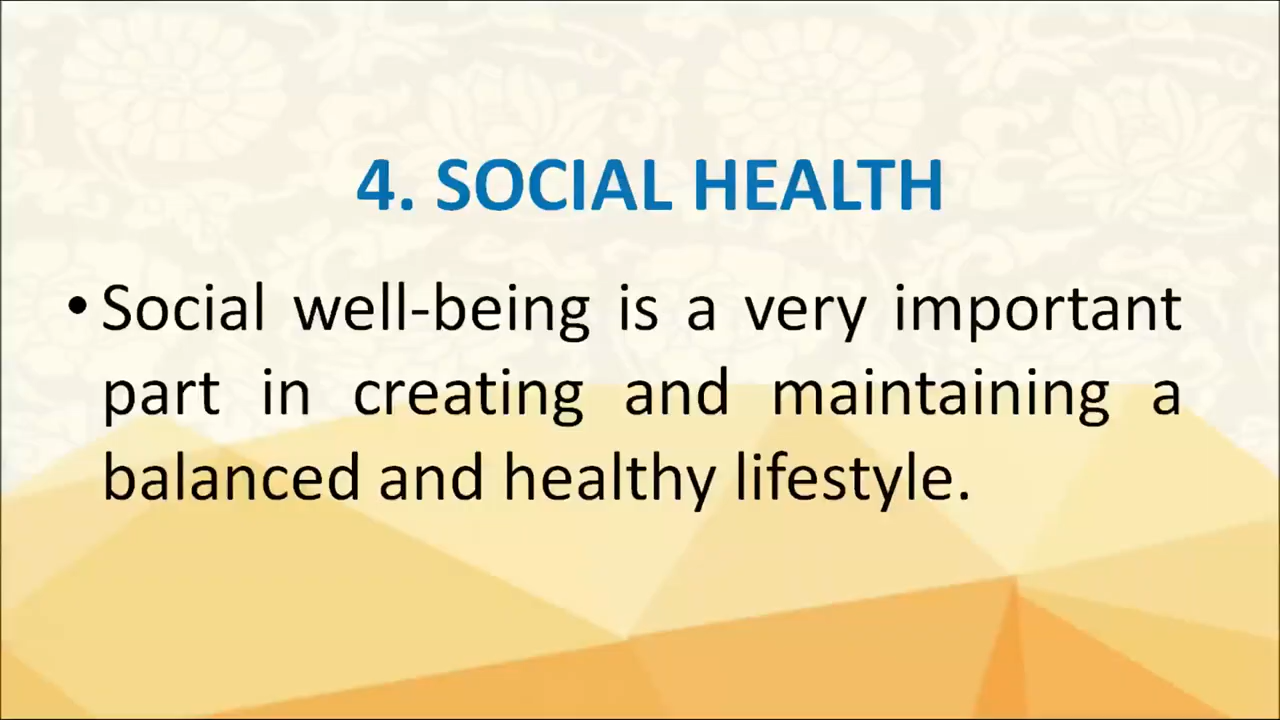 4. SOCIAL HEALTH
• Social well-being is a very important
part in creating and maintaining a
balanced and healthy lifestyle.